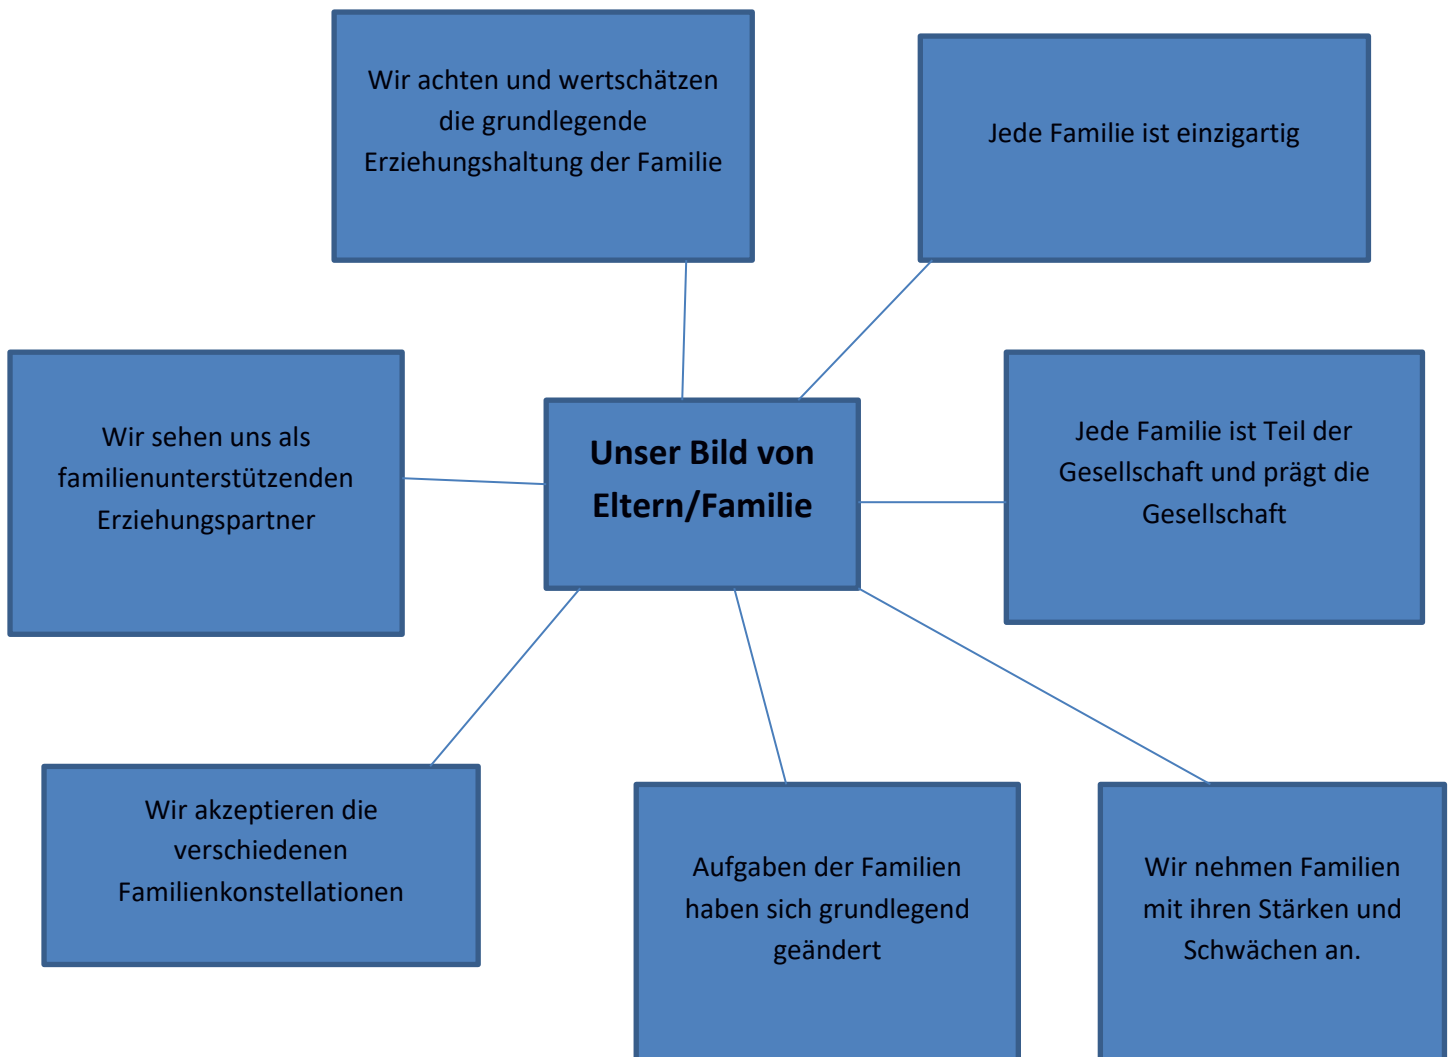 Wir achten und wertschätzen
die grundlegende
Erziehungshaltung der Familie
Jede Familie ist einzigartig
Wir sehen uns als
familienunterstützenden
Erziehungspartner
Unser Bild von
Eltern/Familie
Jede Familie ist Teil der
Gesellschaft und prägt die
Gesellschaft
Wir akzeptieren die
verschiedenen
Familienkonstellationen
Aufgaben der Familien
haben sich grundlegend
geändert
Wir nehmen Familien
mit ihren Stärken und
Schwächen an.